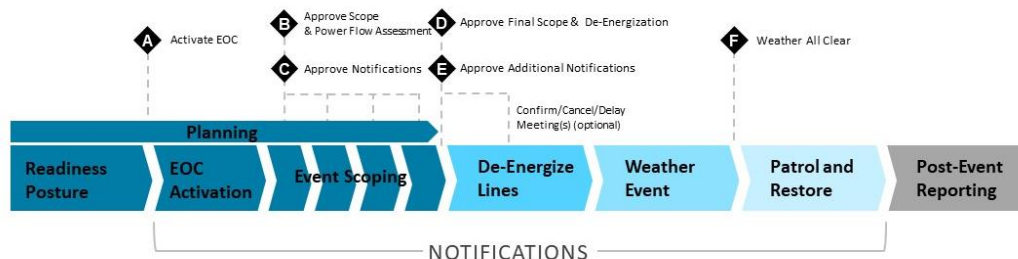 A
Activate EOC
B
Approve Scope
& Power Flow Assessment
C
Approve Notifications
D
Approve Final Scope & De-Energization
E
Approve Additional Notifications
F
Weather All Clear
Confirm/Cancel/Delay
Meeting(s) (optional)
Planning
Readiness
Posture
EOC
Activation
Event Scoping
De-Energize
Lines
Weather
Event
Patrol and
Restore
Post-Event
Reporting
NOTIFICATIONS